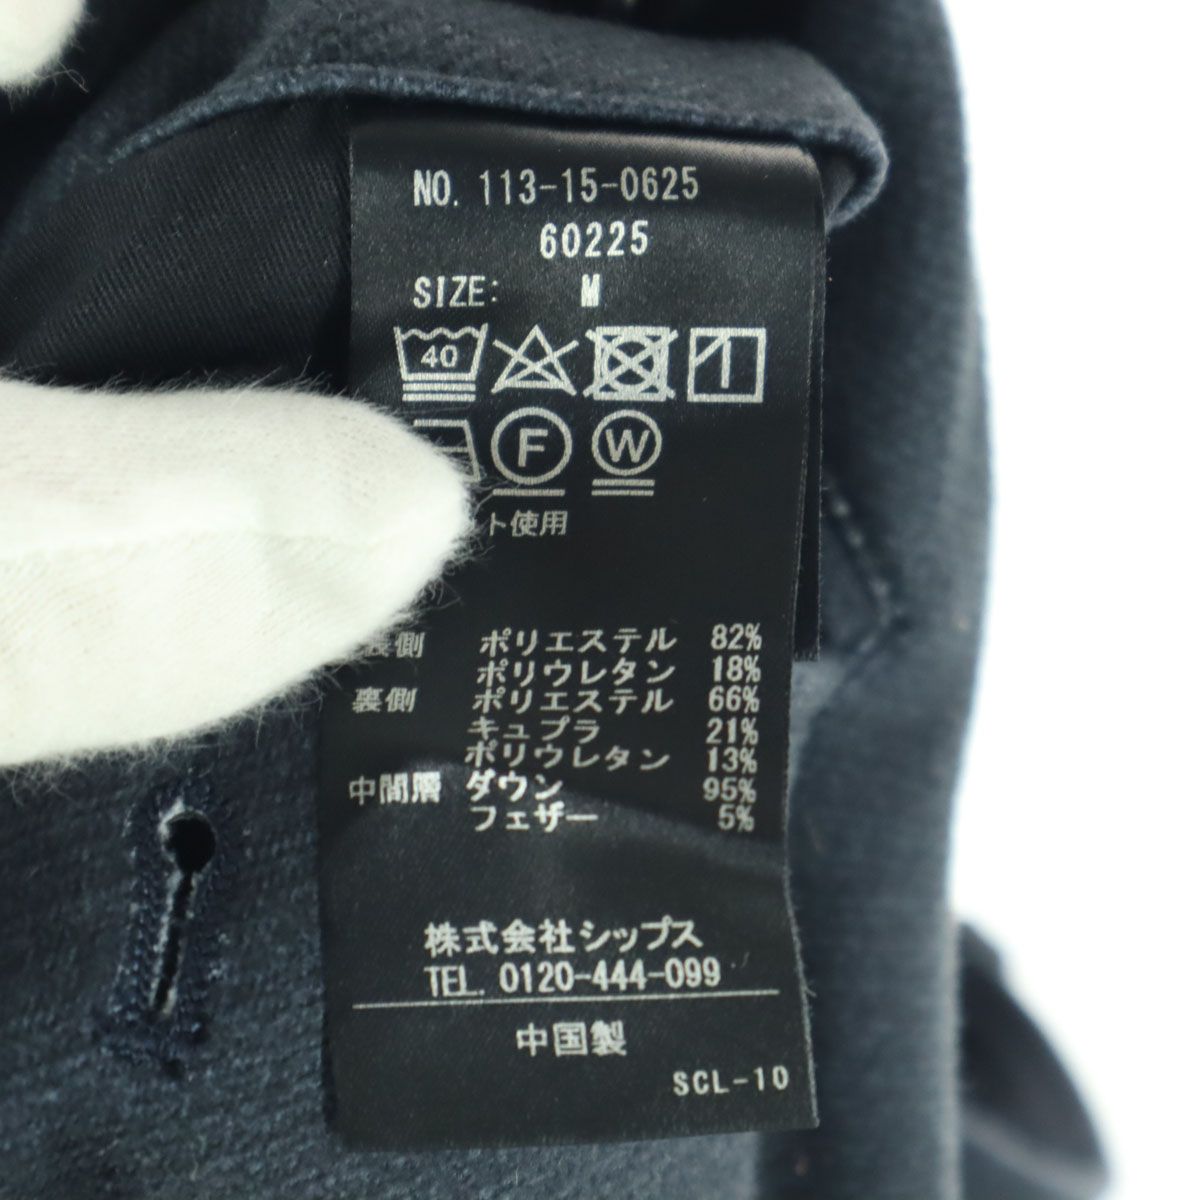 NO. 113-15-0625
60225
SIZE: M
40
F W
ト使用
裏側 ポリエステル 82%
ポリウレタン 18%
裏側 ポリエステル 66%
キュプラ 21%
ポリウレタン 13%
中間層 ダウン 95%
フェザー 5%
株式会社シップス
TEL. 0120-444-099
中国製
SCL-10